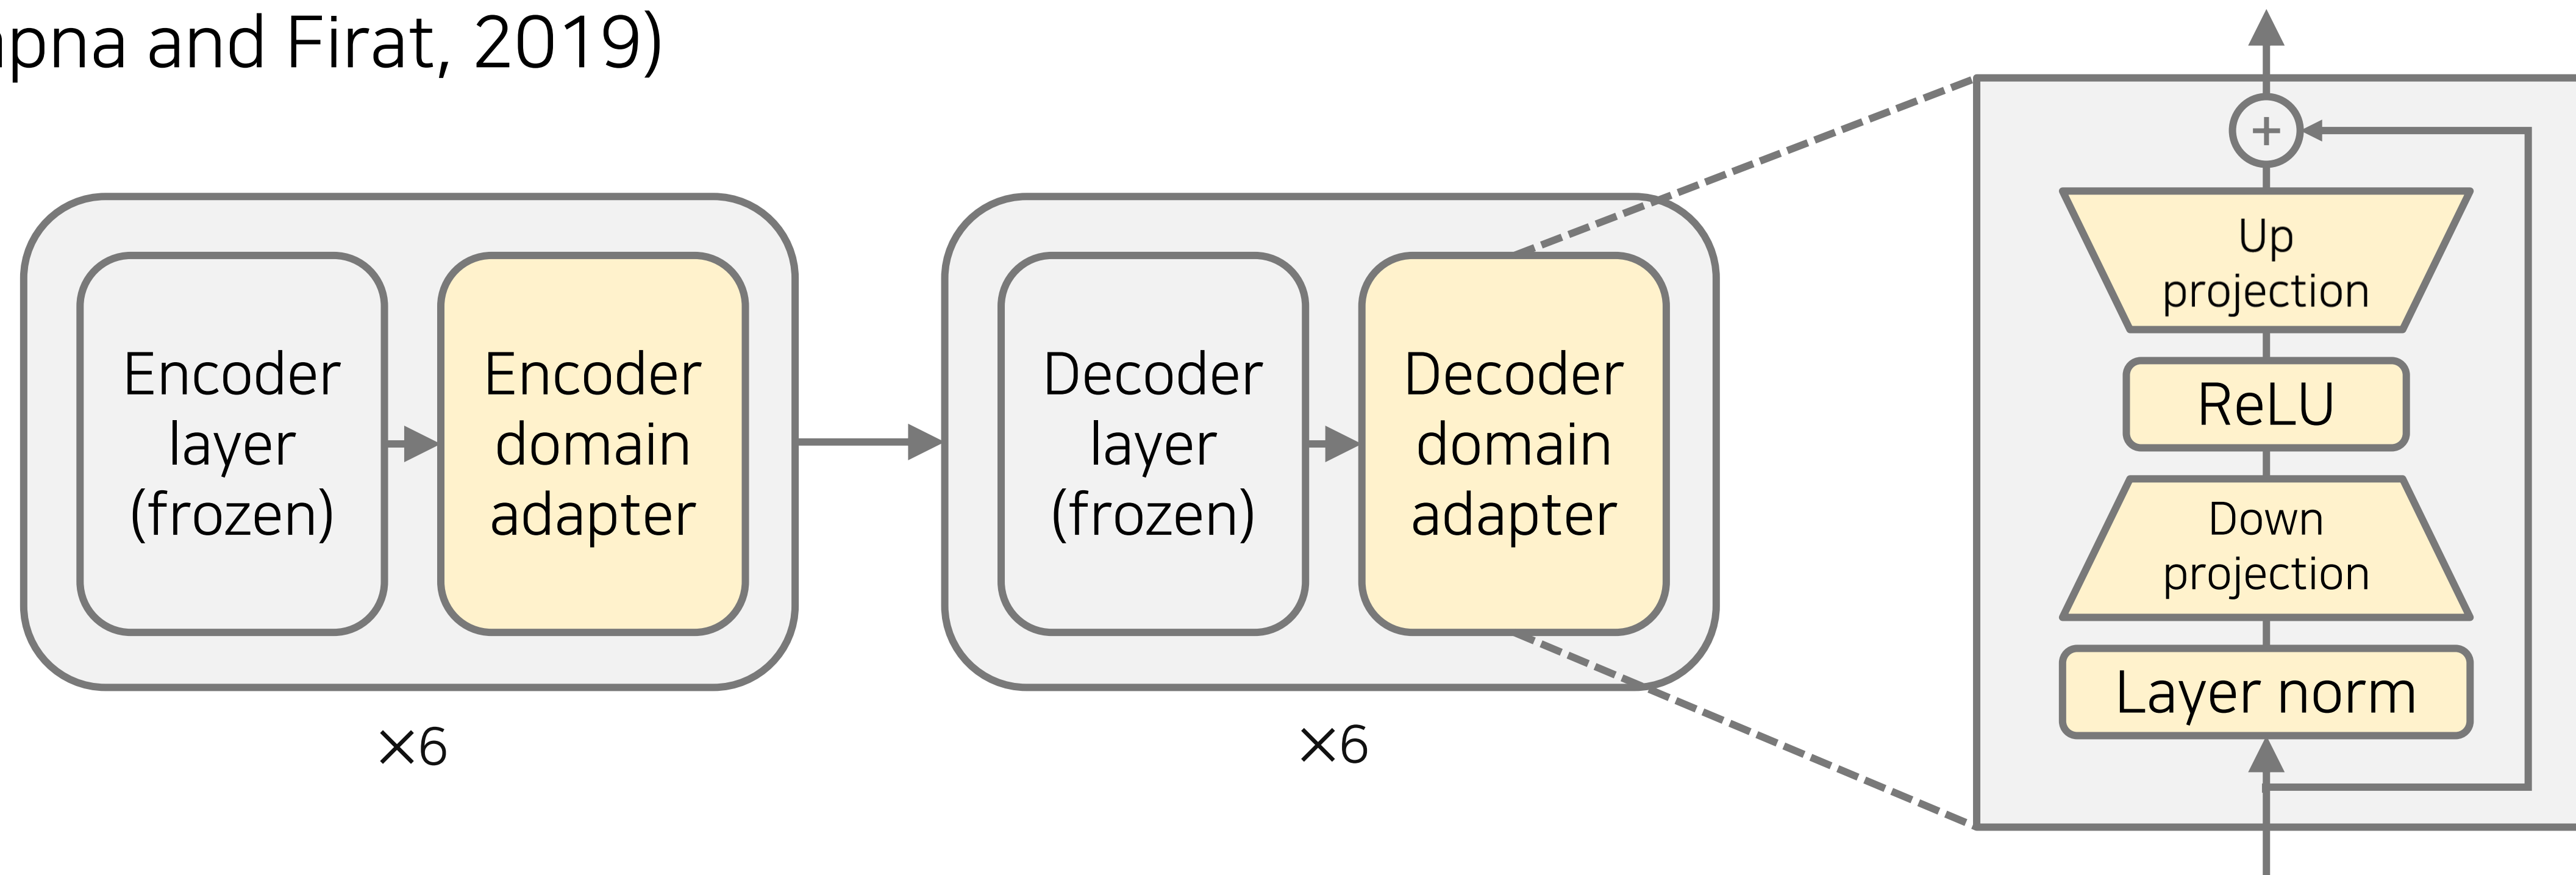 and Firat, 2019)
Encoder
layer
(frozen)
Encoder
domain
adapter
×6
Decoder
layer
(frozen)
Decoder
domain
adapter
×6
+
Up
projection
ReLU
Down
projection
Layer norm